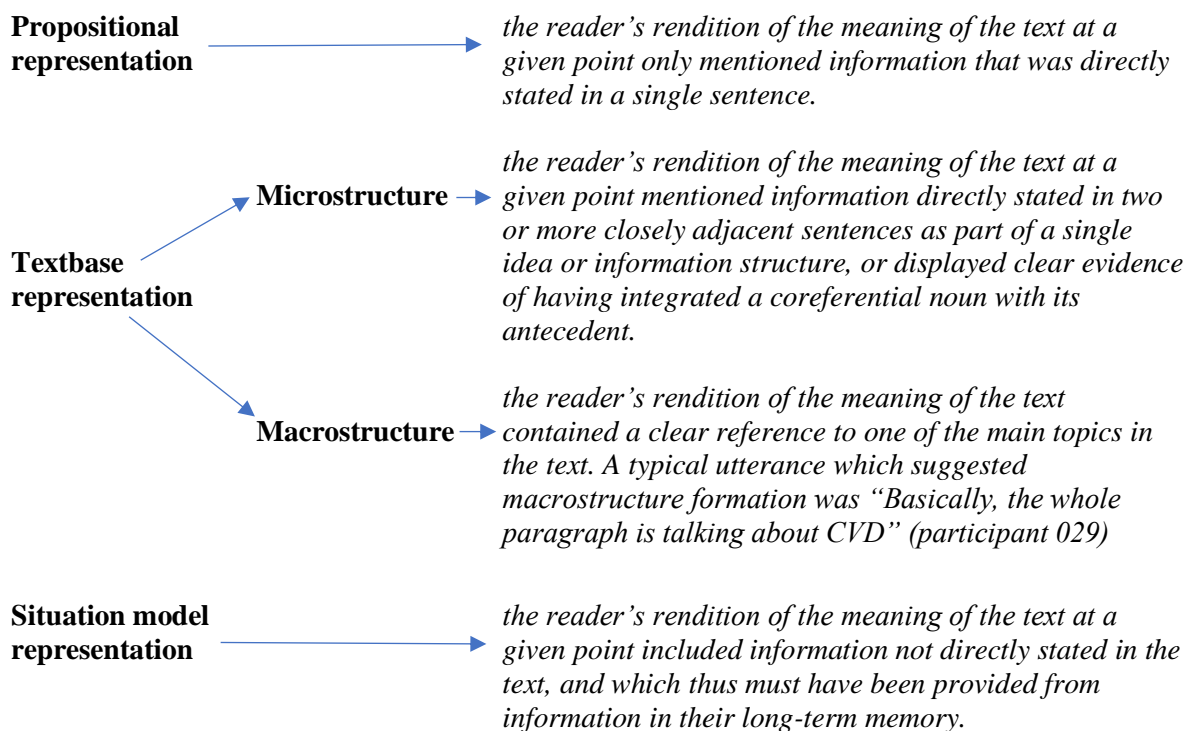 Propositional
representation
the reader’s rendition of the meaning of the text at a
given point only mentioned information that was directly
stated in a single sentence.
Textbase
representation
Microstructure
the reader’s rendition of the meaning of the text at a
given point mentioned information directly stated in two
or more closely adjacent sentences as part of a single
idea or information structure, or displayed clear evidence
of having integrated a coreferential noun with its
antecedent.
Macrostructure
the reader’s rendition of the meaning of the text
contained a clear reference to one of the main topics in
the text. A typical utterance which suggested
macrostructure formation was “Basically, the whole
paragraph is talking about CVD” (participant 029)
Situation model
representation
the reader’s rendition of the meaning of the text at a
given point included information not directly stated in the
text, and which thus must have been provided from
information in their long-term memory.